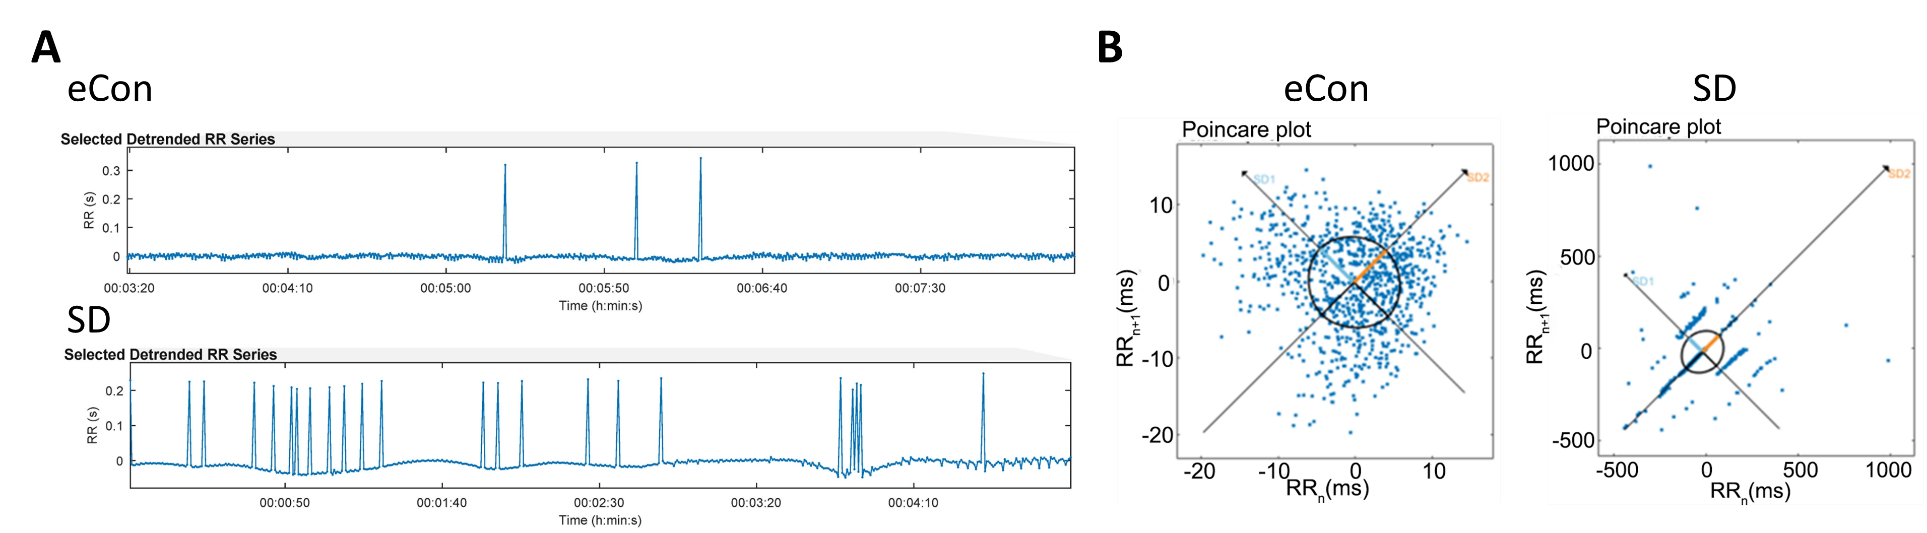 A
eCon
Selected Detrended RR Series
RR (s)
0.3
0.2
0.1
0
00:03:20 00:04:10 00:05:00 00:05:50 00:06:40 00:07:30
Time (h:min:s)
SD
Selected Detrended RR Series
RR (s)
0.2
0.1
0
00:00:50 00:01:40 00:02:30 00:03:20 00:04:10
Time (h:min:s)
B
eCon
Poincare plot
SD1
SD2
RRn+1(ms)
10
0
-10
-20
-20 -10 0 10
RRn(ms)
SD
Poincare plot
SD1
SD2
RRn+1(ms)
1000
500
0
-500
-500 0 500 1000
RRn(ms)